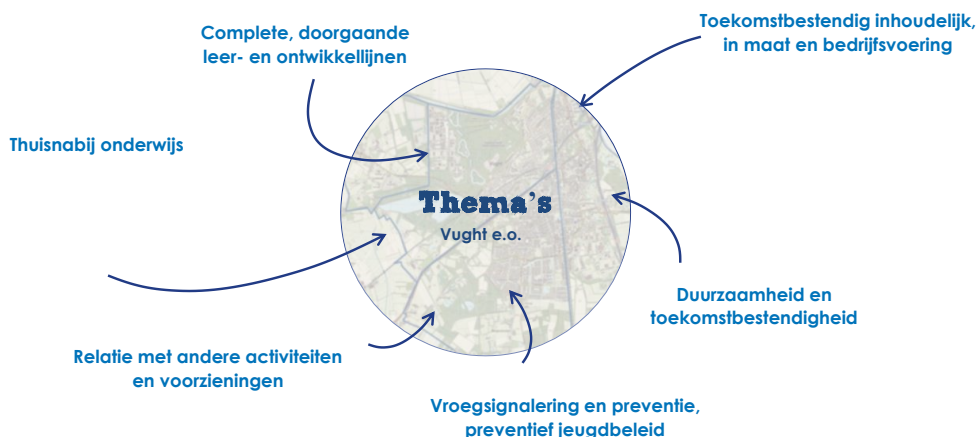 Toekomstbestendig inhoudelijk,
in maat en bedrijfsvoering
Complete, doorgaande
leer- en ontwikkellijnen
Thuisnabij onderwijs
Thema's
Vught e.o.
Duurzaamheid en
toekomstbestendigheid
Relatie met andere activiteiten
en voorzieningen
Vroegsignalering en preventie,
preventief jeugdbeleid